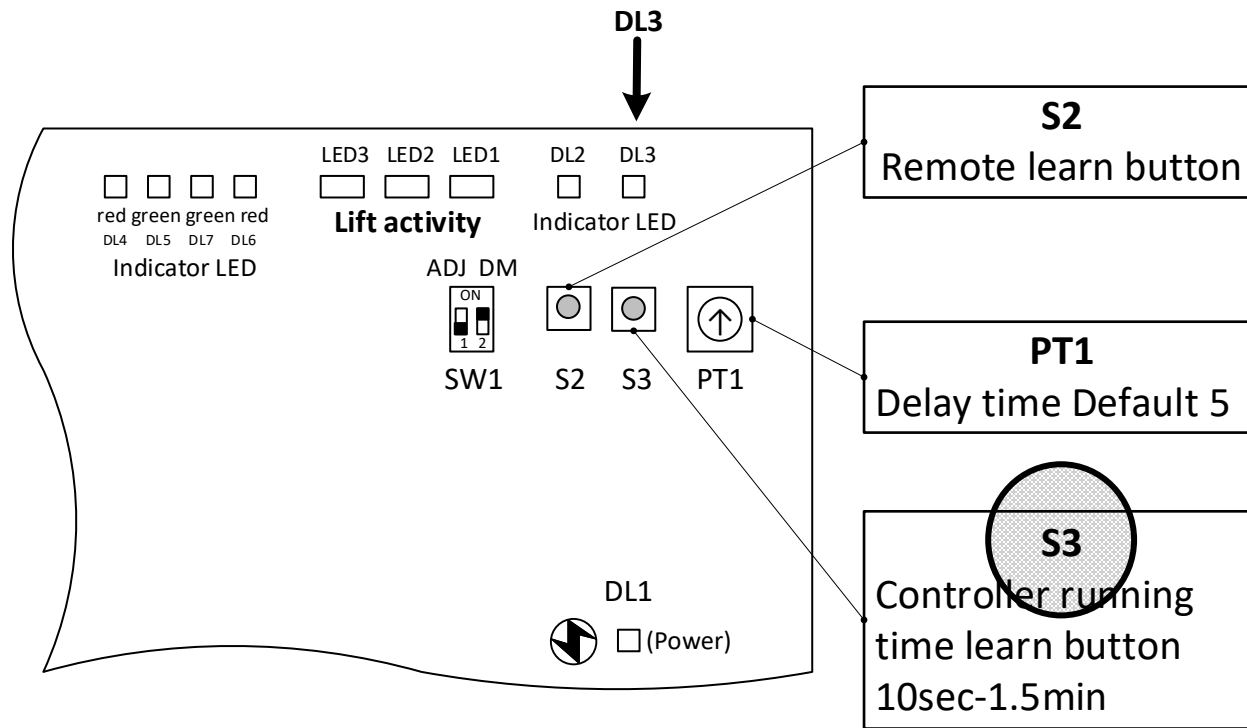 DL3
S2
Remote learn button
LED3 LED2 LED1 DL2 DL3
red green green red
Lift activity
Indicator LED
DL4 DL5 DL7 DL6
Indicator LED
ADJ DM
ON
1 2
SW1 S2 S3 PT1
PT1
Delay time Default 5
S3
Controller running
time learn button
10sec-1.5min
DL1
(Power)